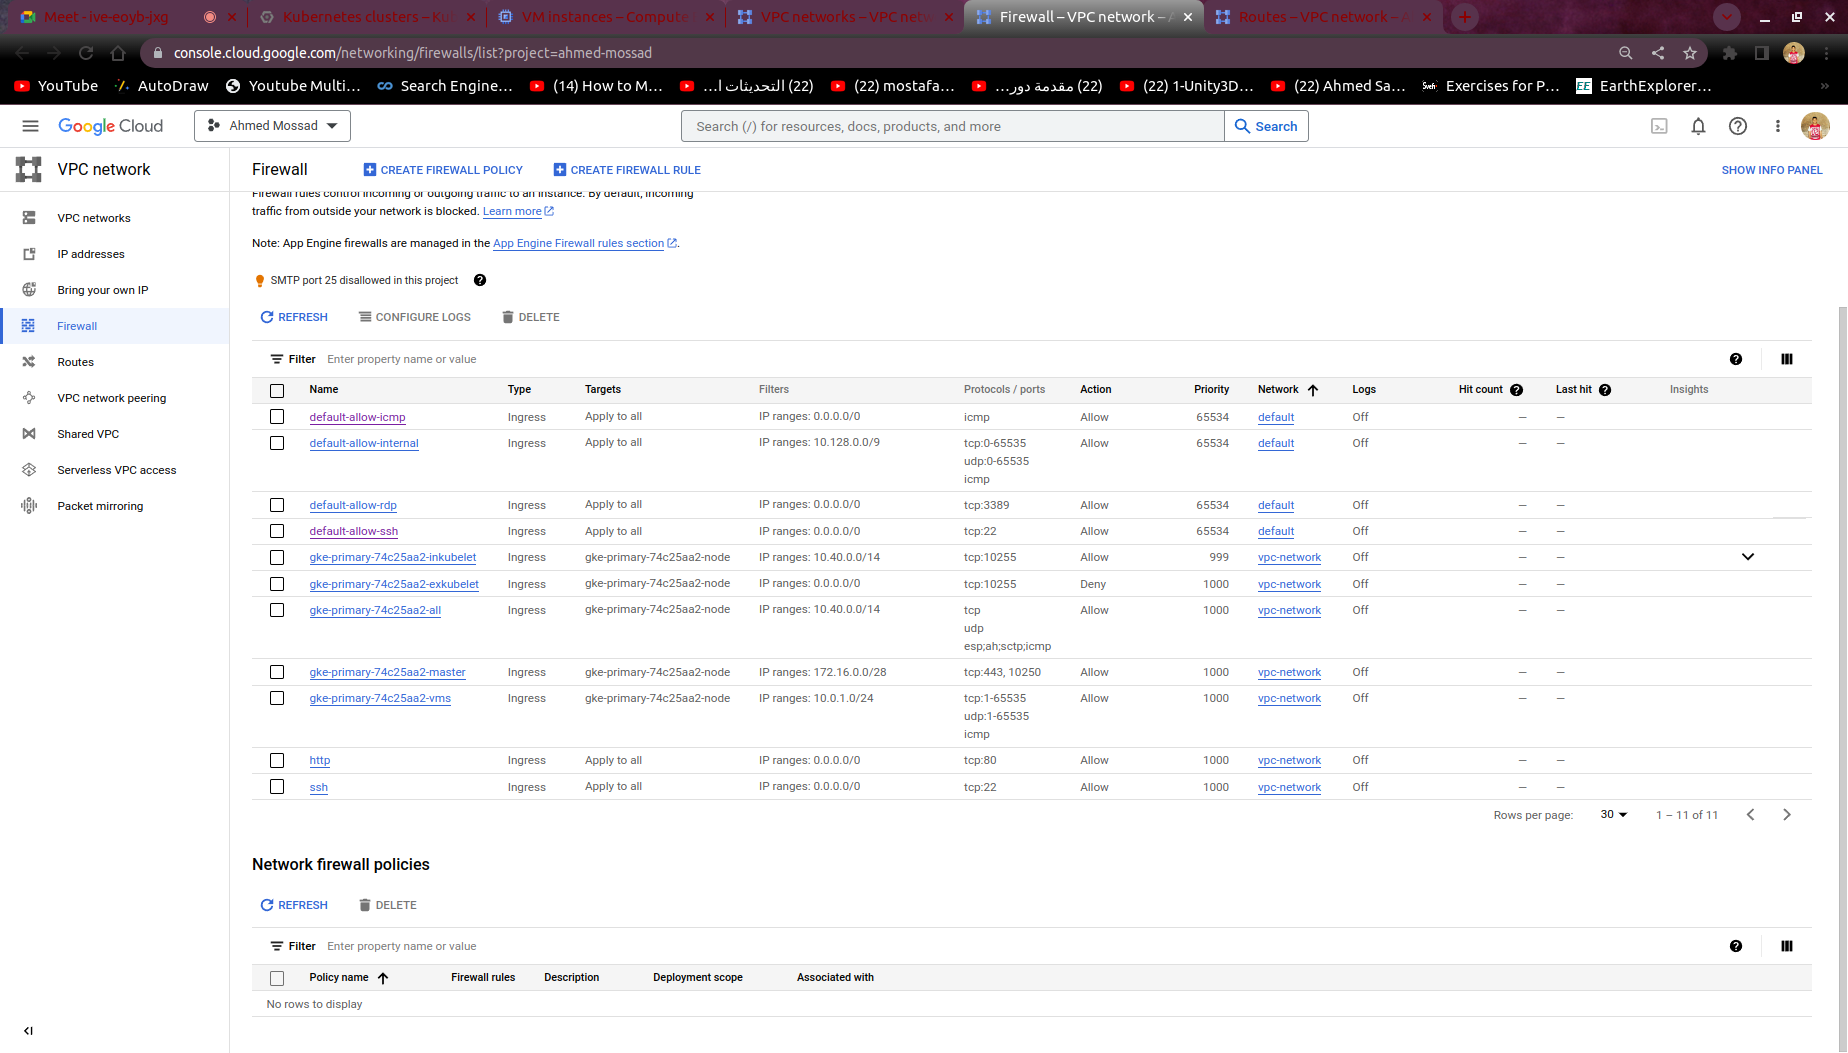 Meet - ive-eoyb-jxg
Kubernetes clusters – Ku
VM instances – Compute
VPC networks – VPC netw
Firewall – VPC network – A
Routes – VPC network – A
console.cloud.google.com/networking/firewalls/list?project=ahmed-mossad
YouTube
AutoDraw
Youtube Multi...
Search Engine...
(14) How to M...
(22) التحديثات ا...
(22) mostafa...
(22) مقدمة دور...
(22) 1-Unity3D...
(22) Ahmed Sa...
Exercises for P...
EarthExplorer...
Google Cloud
Ahmed Mossad
Search (/) for resources, docs, products, and more
Search
VPC network
Firewall
CREATE FIREWALL POLICY
CREATE FIREWALL RULE
SHOW INFO PANEL
VPC networks
IP addresses
Bring your own IP
Firewall
Routes
VPC network peering
Shared VPC
Serverless VPC access
Packet mirroring
Firewall rules control incoming or outgoing traffic to an instance. By default, incoming
traffic from outside your network is blocked. Learn more
Note: App Engine firewalls are managed in the App Engine Firewall rules section.
SMTP port 25 disallowed in this project
REFRESH CONFIGURE LOGS DELETE
Filter Enter property name or value
Name Type Targets Filters Protocols / ports Action Priority Network Logs Hit count Last hit Insights
default-allow-icmp Ingress Apply to all IP ranges: 0.0.0.0/0 icmp Allow 65534 default Off — —
default-allow-internal Ingress Apply to all IP ranges: 10.128.0.0/9 tcp:0-65535 Allow 65534 default Off — —
udp:0-65535
icmp
default-allow-rdp Ingress Apply to all IP ranges: 0.0.0.0/0 tcp:3389 Allow 65534 default Off — —
default-allow-ssh Ingress Apply to all IP ranges: 0.0.0.0/0 tcp:22 Allow 65534 default Off — —
gke-primary-74c25aa2-inkubelet Ingress gke-primary-74c25aa2-node IP ranges: 10.40.0.0/14 tcp:10255 Allow 999 vpc-network Off — —
gke-primary-74c25aa2-exkubelet Ingress gke-primary-74c25aa2-node IP ranges: 0.0.0.0/0 tcp:10255 Deny 1000 vpc-network Off — —
gke-primary-74c25aa2-all Ingress gke-primary-74c25aa2-node IP ranges: 10.40.0.0/14 tcp Allow 1000 vpc-network Off — —
udp
esp;ah;sctp;icmp
gke-primary-74c25aa2-master Ingress gke-primary-74c25aa2-node IP ranges: 172.16.0.0/28 tcp:443, 10250 Allow 1000 vpc-network Off — —
gke-primary-74c25aa2-vms Ingress gke-primary-74c25aa2-node IP ranges: 10.0.1.0/24 tcp:1-65535 Allow 1000 vpc-network Off — —
udp:1-65535
icmp
http Ingress Apply to all IP ranges: 0.0.0.0/0 tcp:80 Allow 1000 vpc-network Off — —
ssh Ingress Apply to all IP ranges: 0.0.0.0/0 tcp:22 Allow 1000 vpc-network Off — —
Rows per page: 30 1 – 11 of 11
Network firewall policies
REFRESH DELETE
Filter Enter property name or value
Policy name Firewall rules Description Deployment scope Associated with
No rows to display